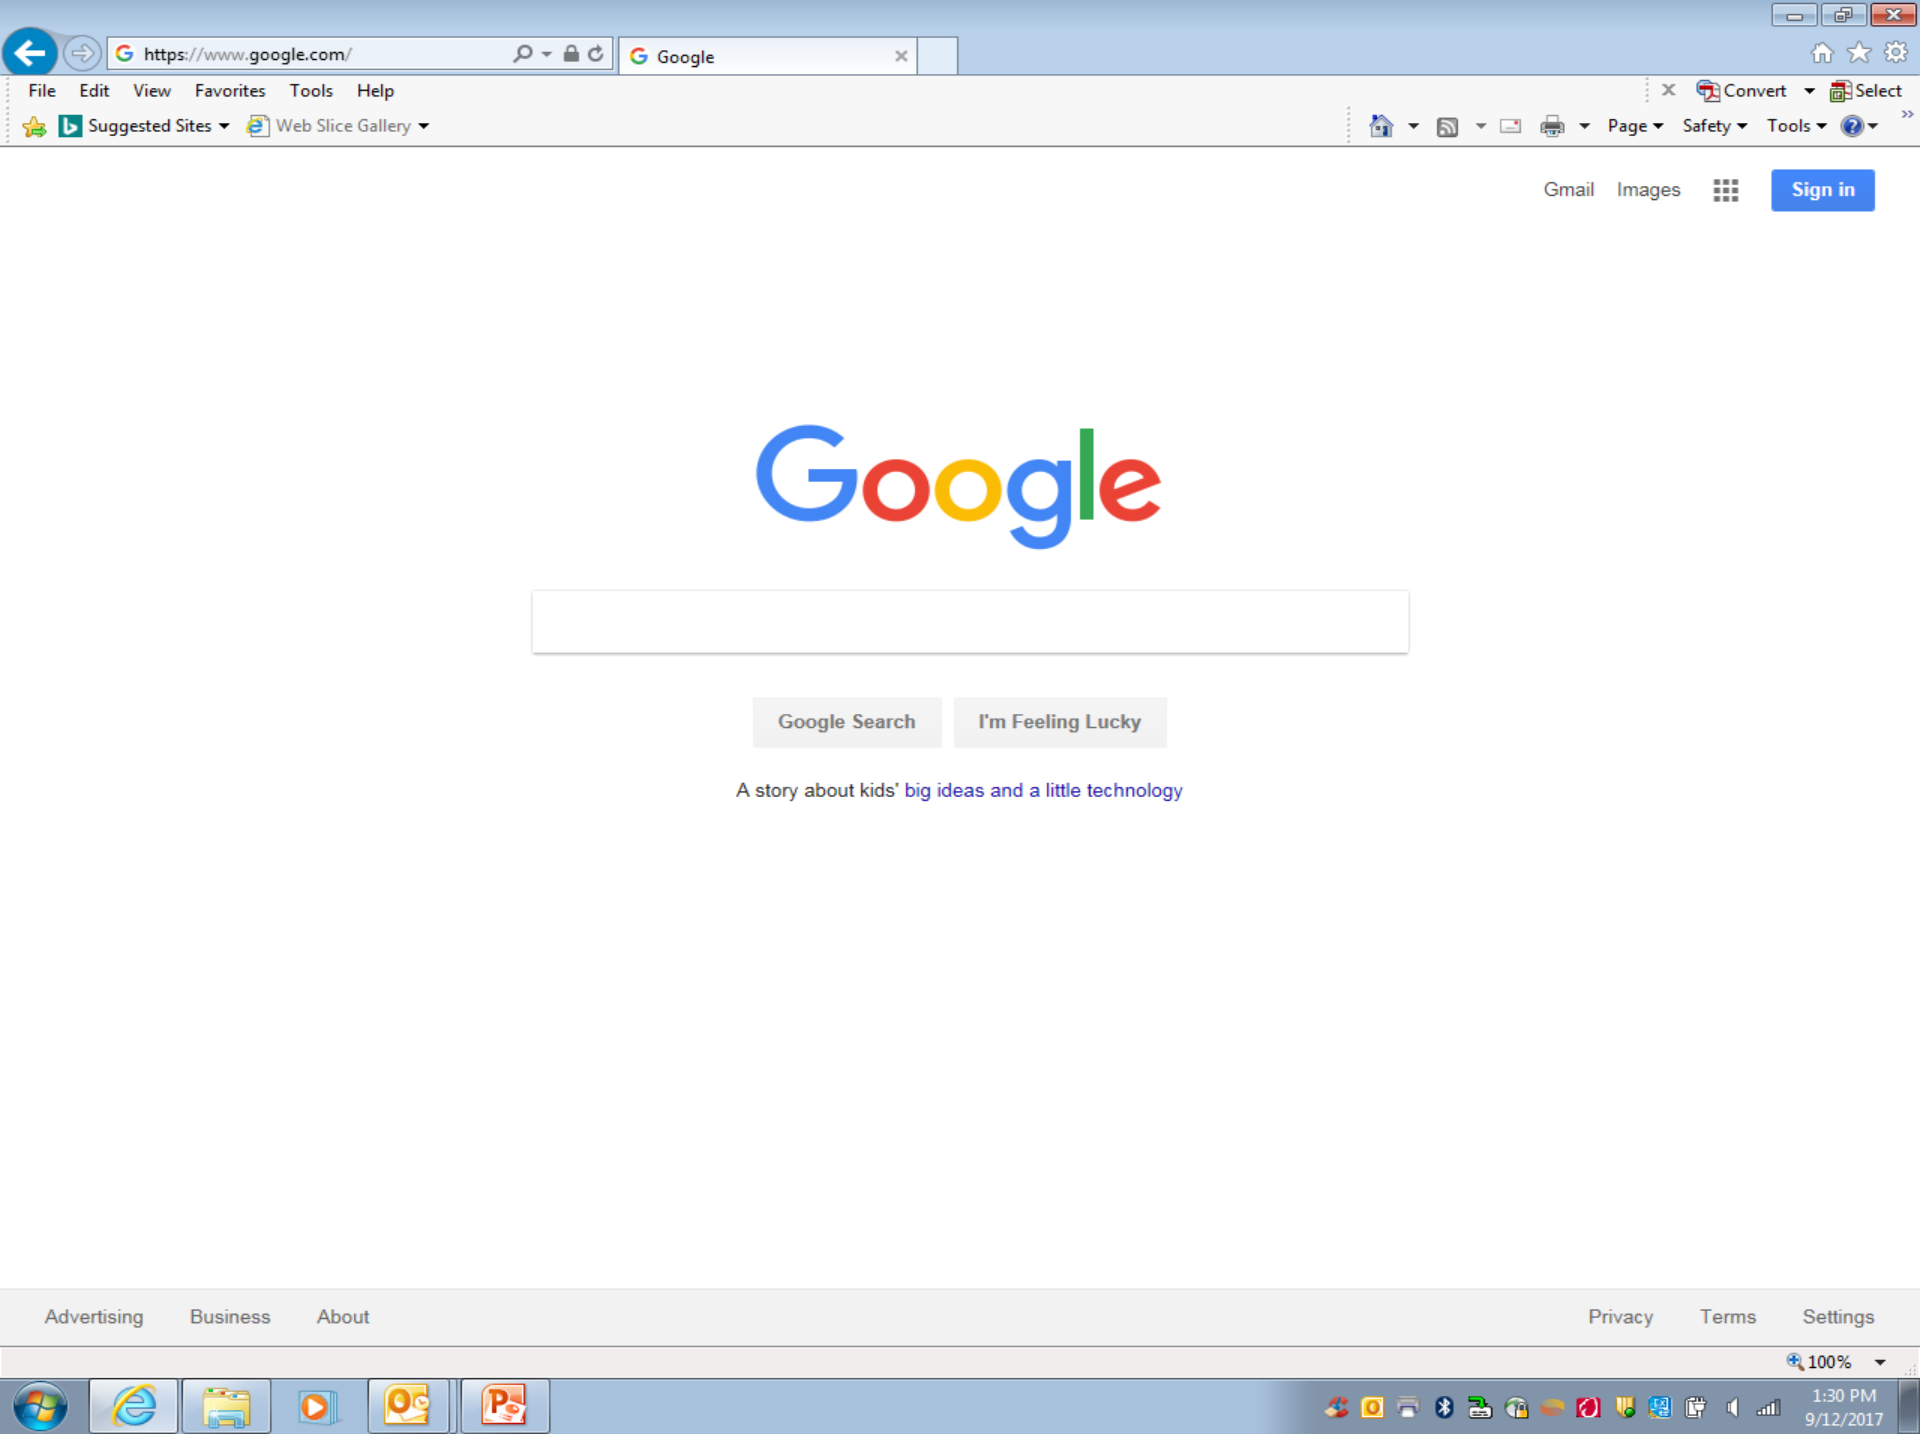 https://www.google.com/
Google
File Edit View Favorites Tools Help
Convert Select
Suggested Sites Web Slice Gallery
Page Safety Tools
Gmail Images Sign in
Google
Google Search I'm Feeling Lucky
A story about kids' big ideas and a little technology
Advertising Business About Privacy Terms Settings
100%
1:30 PM
9/12/2017